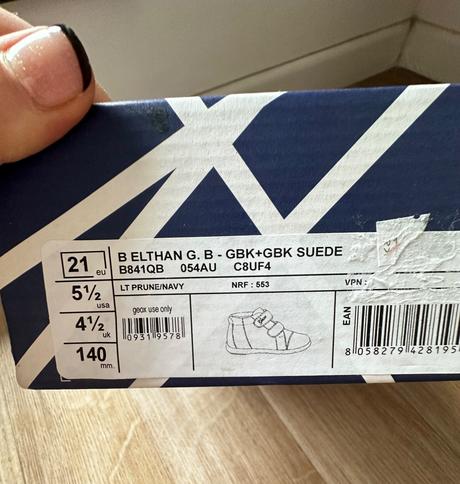 21 eu
5½ usa
4½ uk
140 mm.
B ELTHAN G. B - GBK+GBK SUEDE
B841QB 054AU C8UF4
LT PRUNE/NAVY NRF : 553 VPN :
geox use only
0931 9578
EAN
8 058279 428195